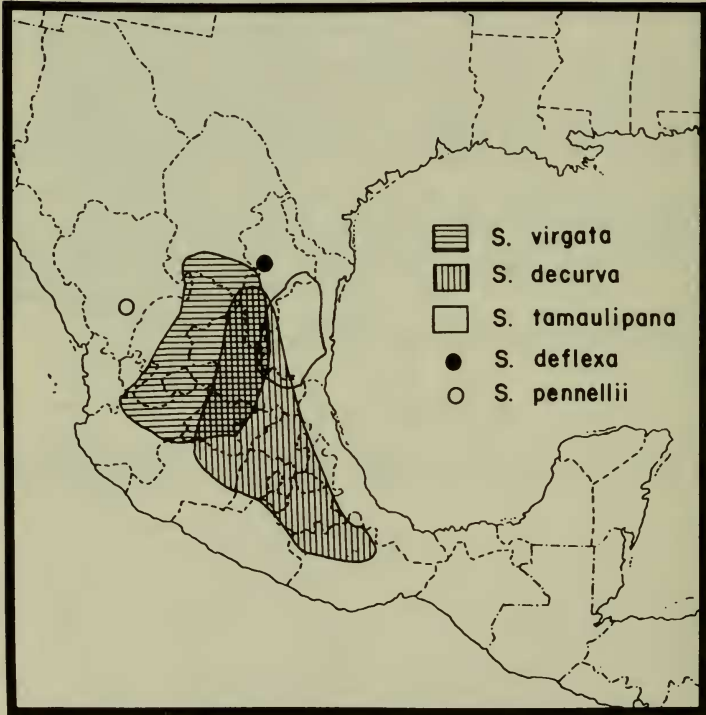 S. virgata
S. decurva
S. tamaulipana
S. deflexa
S. pennellii